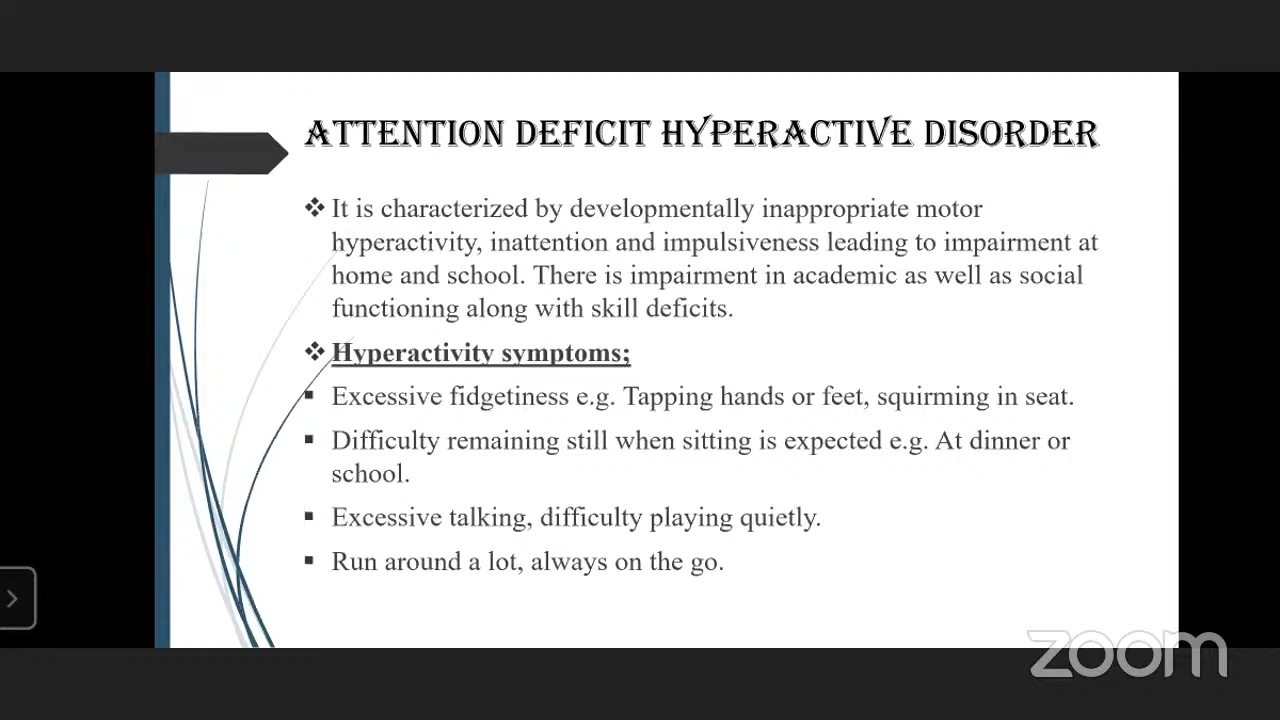 ATTENTION DEFICIT HYPERACTIVE DISORDER
❖ It is characterized by developmentally inappropriate motor
hyperactivity, inattention and impulsiveness leading to impairment at
home and school. There is impairment in academic as well as social
functioning along with skill deficits.
❖ Hyperactivity symptoms;
▪ Excessive fidgetiness e.g. Tapping hands or feet, squirming in seat.
▪ Difficulty remaining still when sitting is expected e.g. At dinner or
school.
▪ Excessive talking, difficulty playing quietly.
▪ Run around a lot, always on the go.
zoom